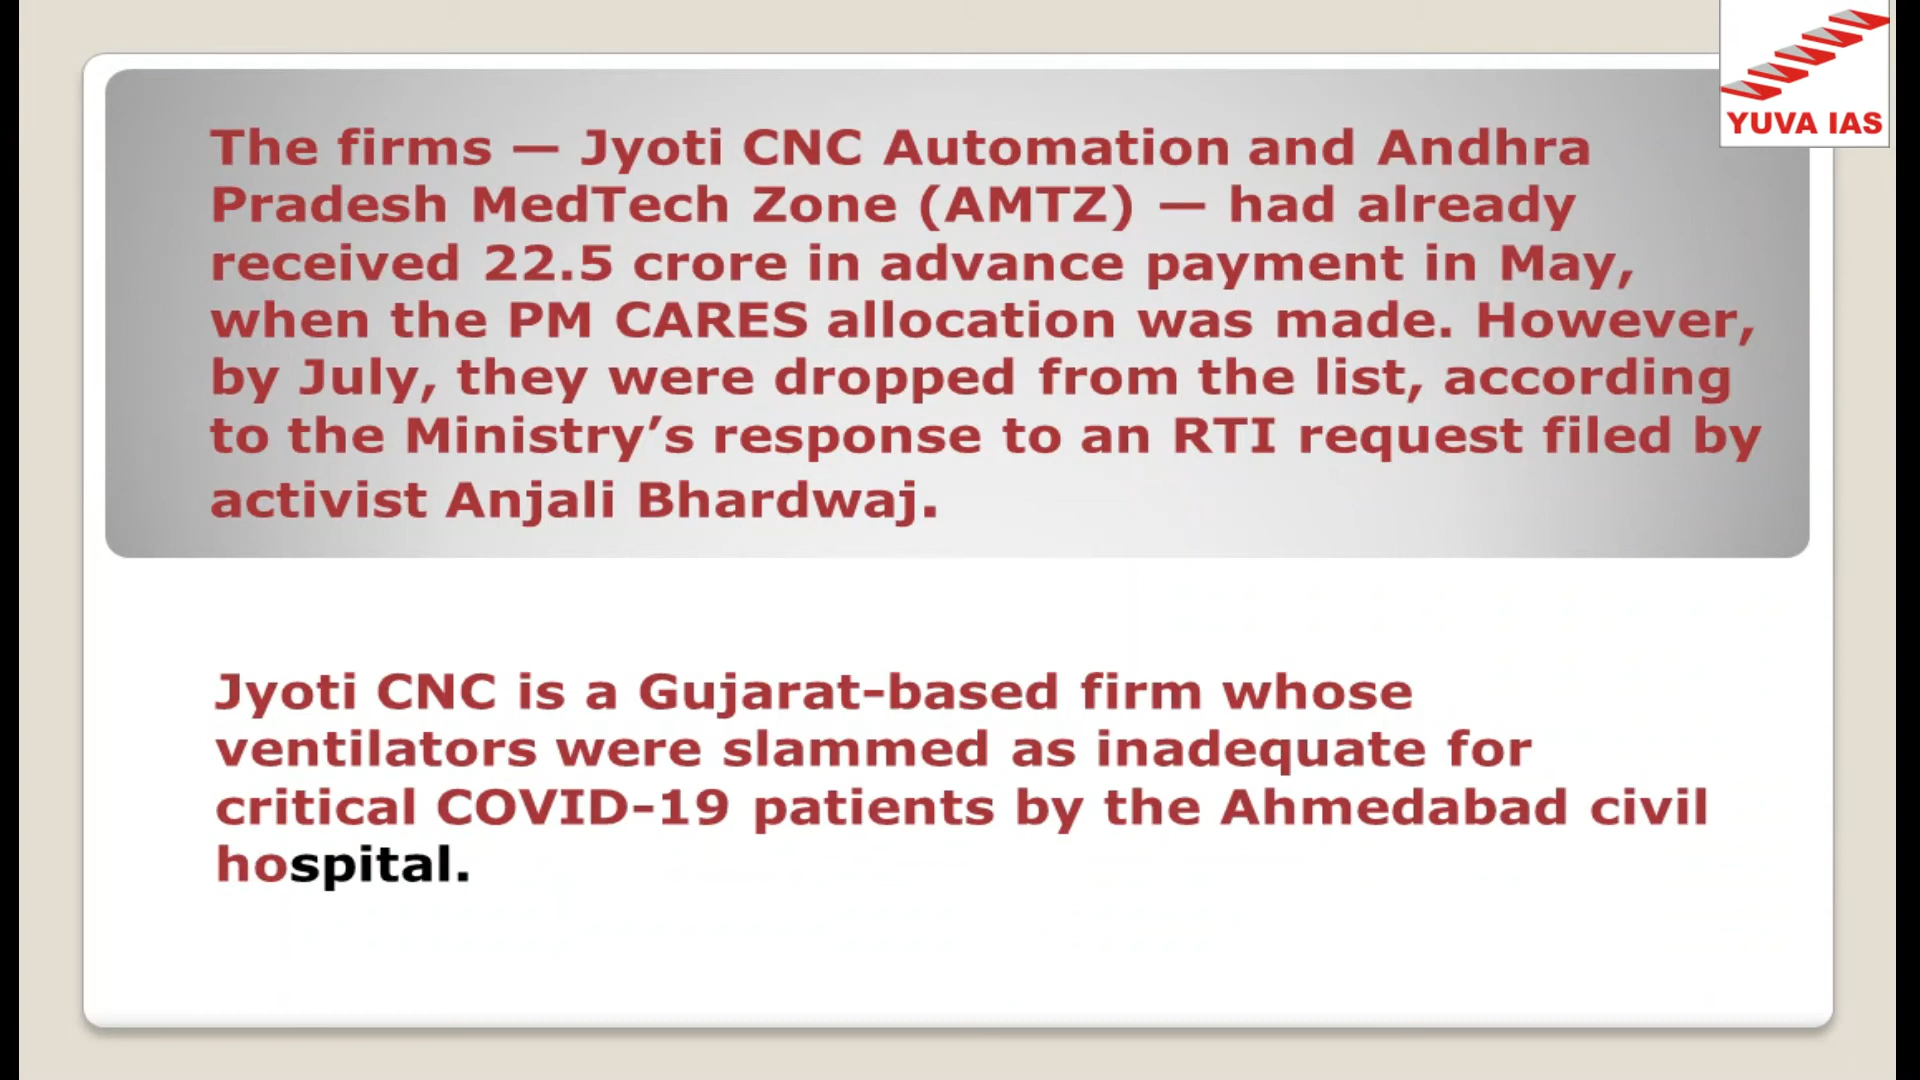 YUVA IAS
The firms — Jyoti CNC Automation and Andhra
Pradesh MedTech Zone (AMTZ) — had already
received 22.5 crore in advance payment in May,
when the PM CARES allocation was made. However,
by July, they were dropped from the list, according
to the Ministry’s response to an RTI request filed by
activist Anjali Bhardwaj.
Jyoti CNC is a Gujarat-based firm whose
ventilators were slammed as inadequate for
critical COVID-19 patients by the Ahmedabad civil
hospital.